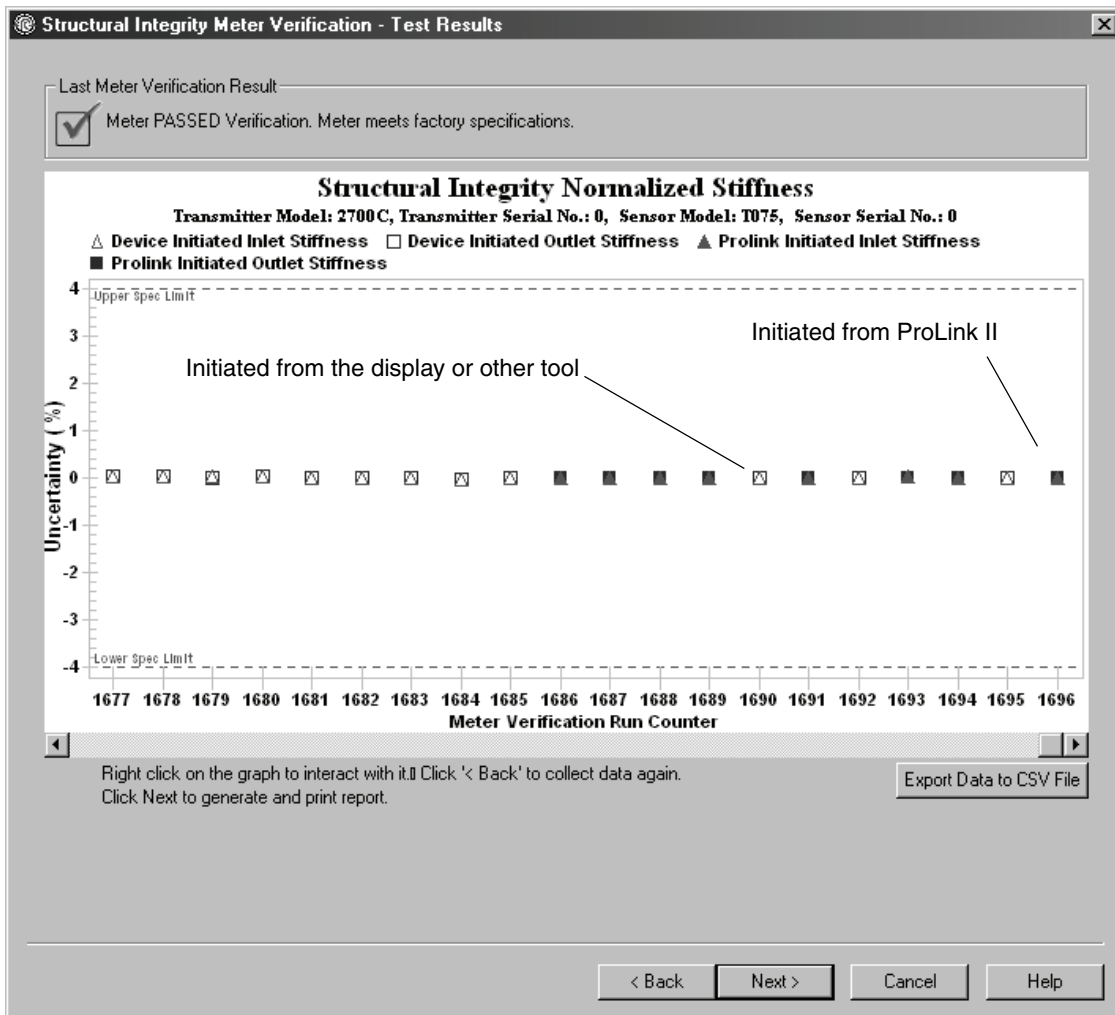 Structural Integrity Meter Verification - Test Results
Last Meter Verification Result
Meter PASSED Verification. Meter meets factory specifications.
Structural Integrity Normalized Stiffness
Transmitter Model: 2700C, Transmitter Serial No.: 0, Sensor Model: T075, Sensor Serial No.: 0
Device Initiated Inlet Stiffness Device Initiated Outlet Stiffness Prolink Initiated Inlet Stiffness
Prolink Initiated Outlet Stiffness
Uncertainty (%)
4
Upper Spec Limit
3
Initiated from ProLink II
Initiated from the display or other tool
2
1
0
-1
-2
-3
Lower Spec Limit
-4
1677 1678 1679 1680 1681 1682 1683 1684 1685 1686 1687 1688 1689 1690 1691 1692 1693 1694 1695 1696
Meter Verification Run Counter
Right click on the graph to interact with it. Click '< Back' to collect data again.
Click Next to generate and print report.
Export Data to CSV File
< Back Next > Cancel Help